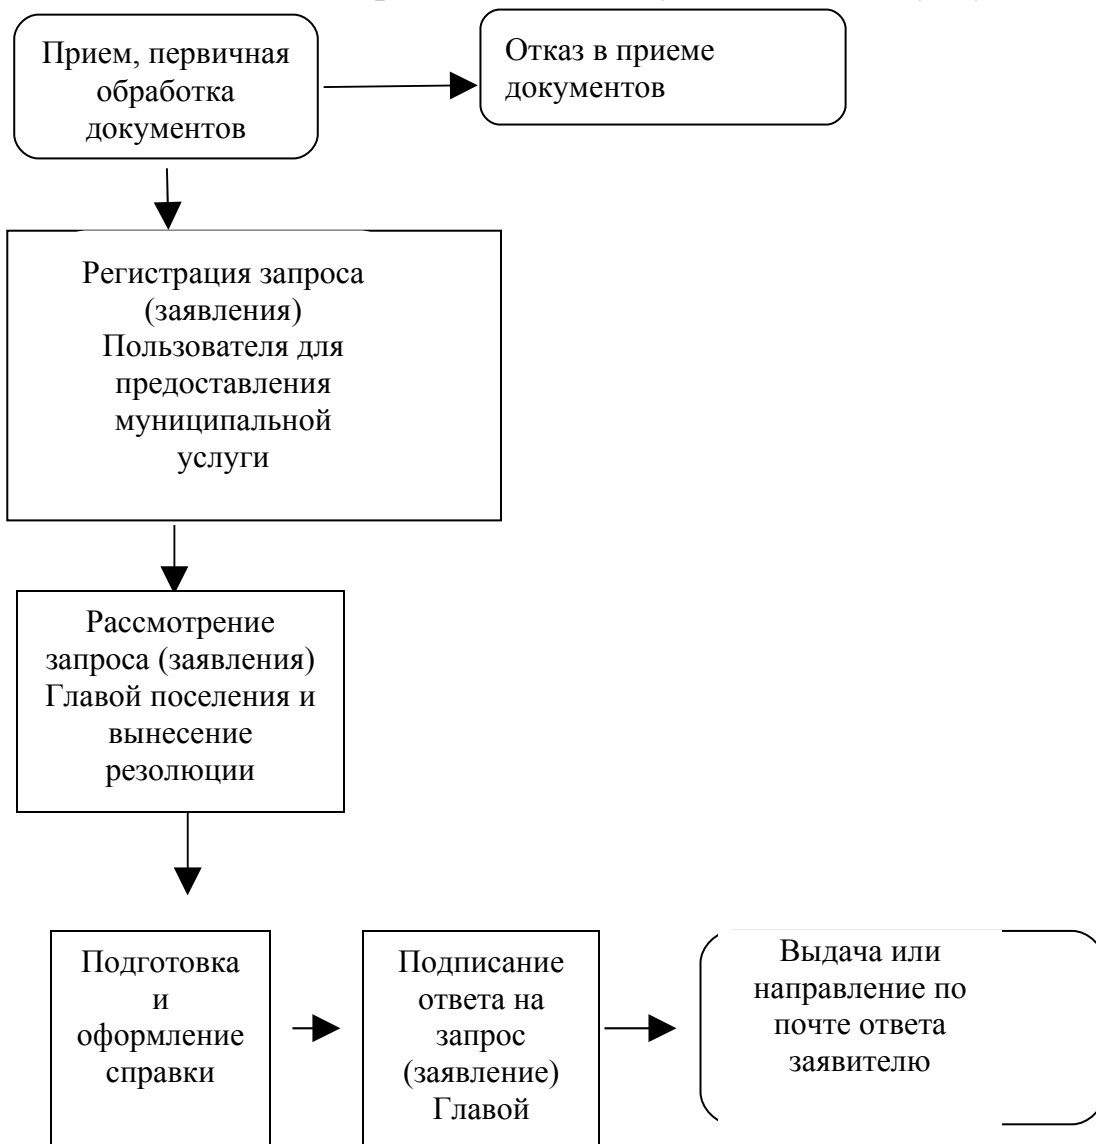 Прием, первичная
обработка
документов
Отказ в приеме
документов
Регистрация запроса
(заявления)
Пользователя для
предоставления
муниципальной
услуги
Рассмотрение
запроса (заявления)
Главой поселения и
вынесение
резолюции
Подготовка
и
оформление
справки
Подписание
ответа на
запрос
(заявление)
Главой
Выдача или
направление по
почте ответа
заявителю